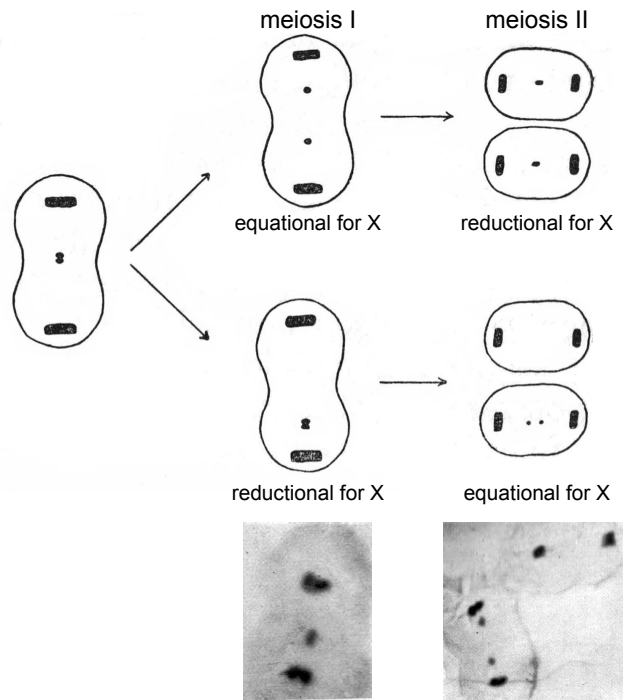 meiosis I
meiosis II
equational for X
reductional for X
reductional for X
equational for X